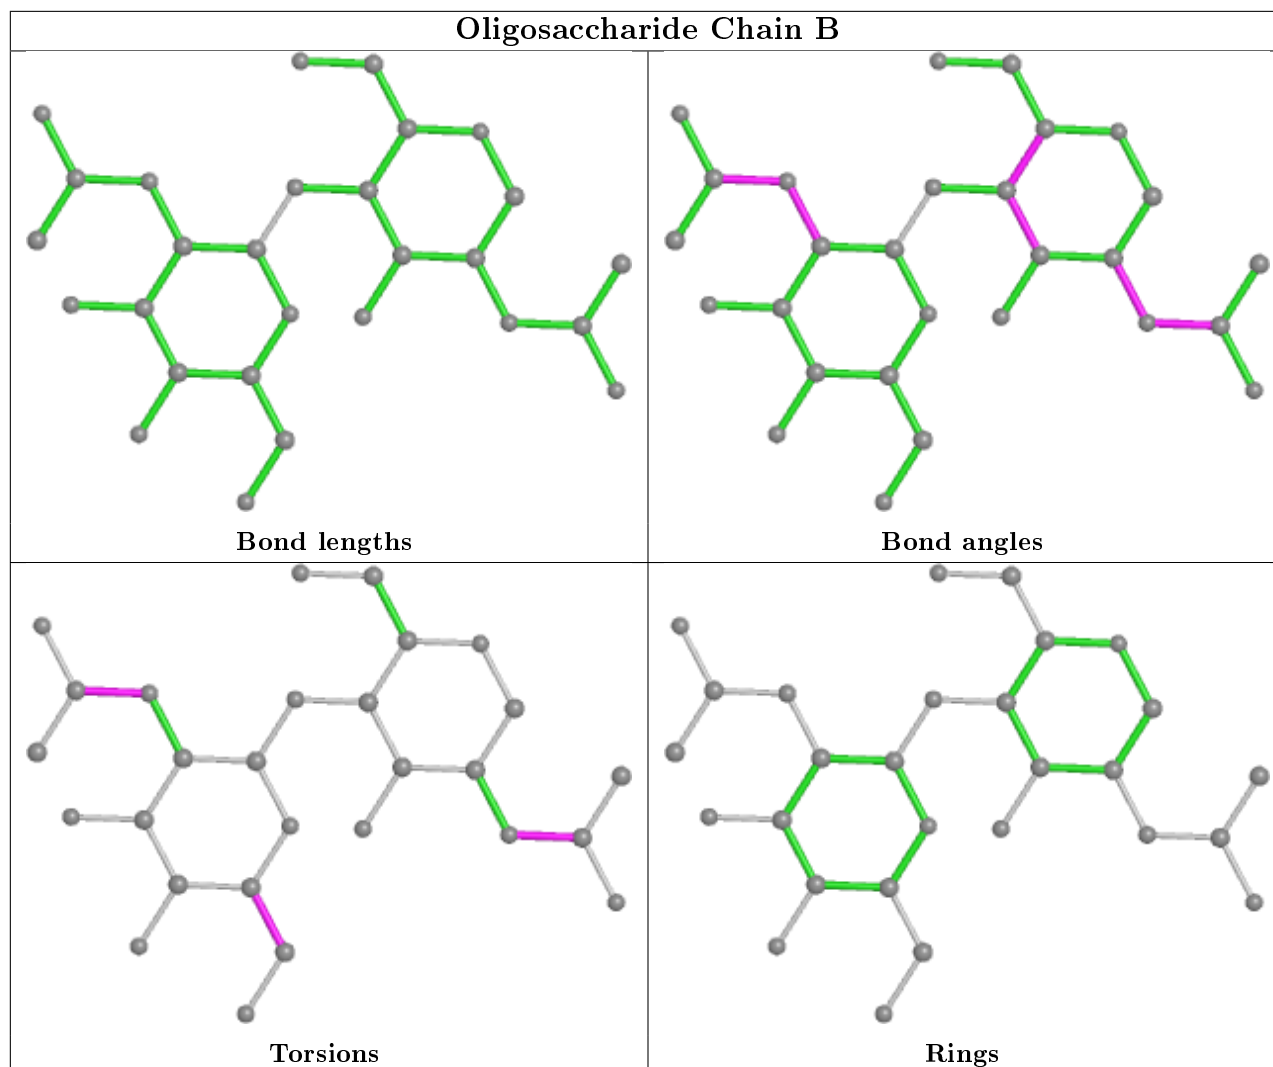 Oligosaccharide Chain B
Bond lengths
Bond angles
Torsions
Rings